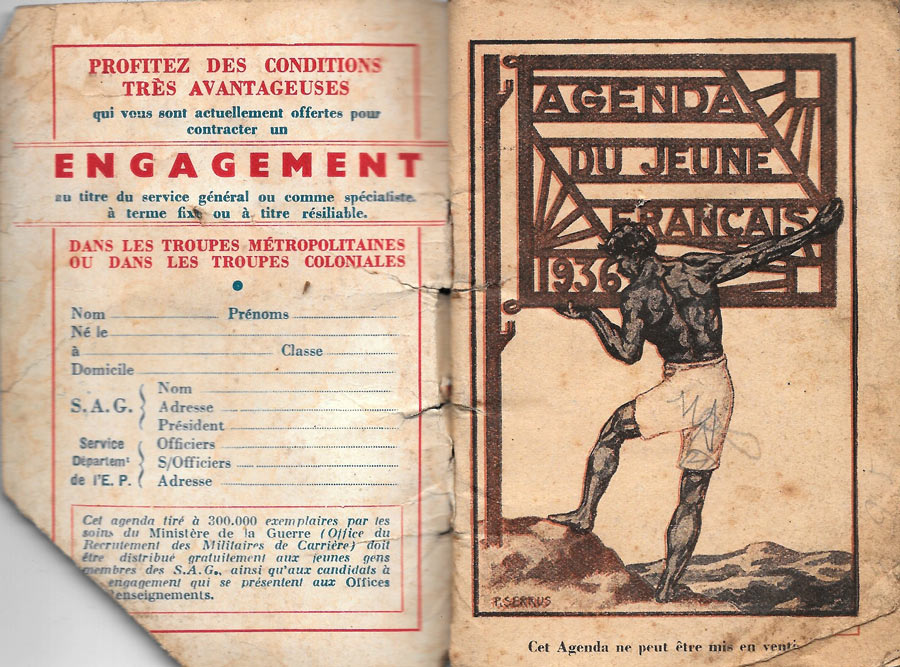 PROFITEZ DES CONDITIONS
TRÈS AVANTAGEUSES
qui vous sont actuellement offertes pour
contracter un
ENGAGEMENT
au titre du service général ou comme spécialiste.
à terme fixe ou à titre résiliable.
DANS LES TROUPES MÉTROPOLITAINES
OU DANS LES TROUPES COLONIALES
Nom Prénoms
Né le
à Classe
Domicile
S.A.G.
Nom
Adresse
Président
Service
Départemt
de l'E. P.
Officiers
S/Officiers
Adresse
Cet agenda tiré à 300.000 exemplaires par les
soins du Ministère de la Guerre (Office du
Recrutement des Militaires de Carrière) doit
être distribué gratuitement aux jeunes gens
membres des S.A.G., ainsi qu'aux candidats à
engagement qui se présentent aux Offices
enseignements.
AGENDA
DU JEUNE
FRANÇAIS
1936
P. SERRUS
Cet Agenda ne peut être mis en vente